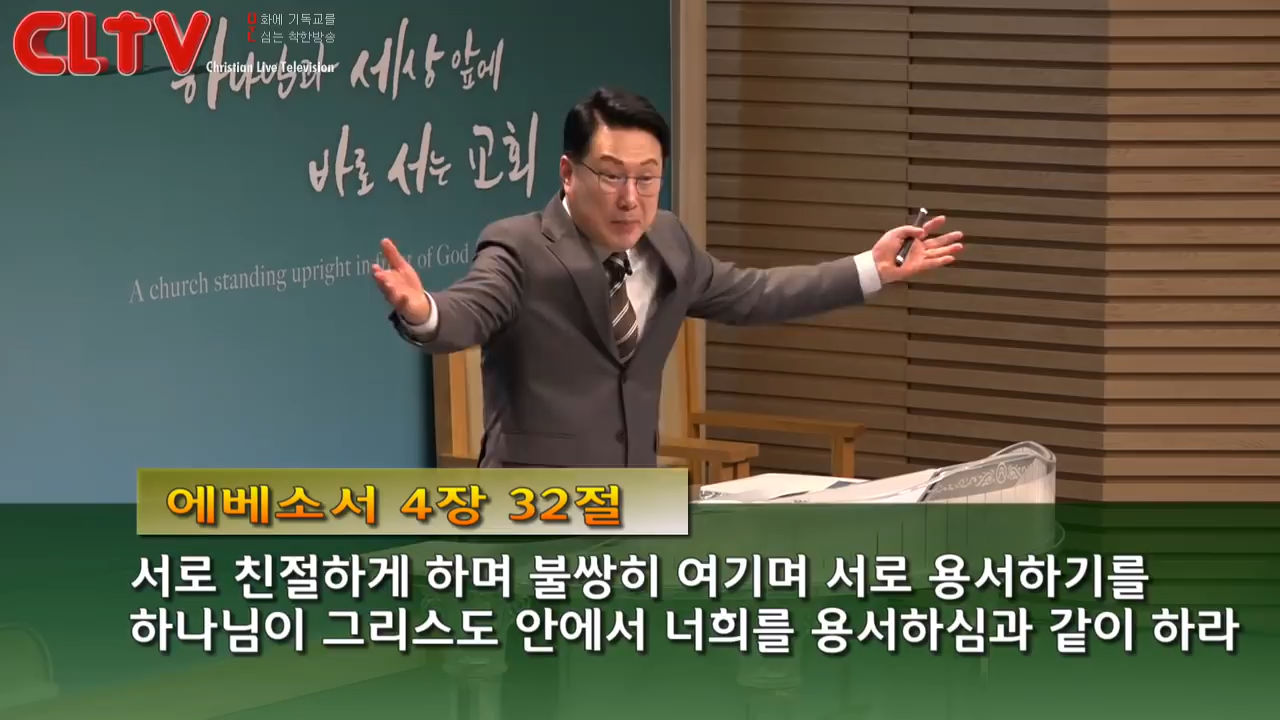 CLTV
문화에 기독교를
심는 착한방송
Christian Live Television
하나님과 세상 앞에
바로 서는 교회
A church standing upright in front of God
에베소서 4장 32절
서로 친절하게 하며 불쌍히 여기며 서로 용서하기를
하나님이 그리스도 안에서 너희를 용서하심과 같이 하라